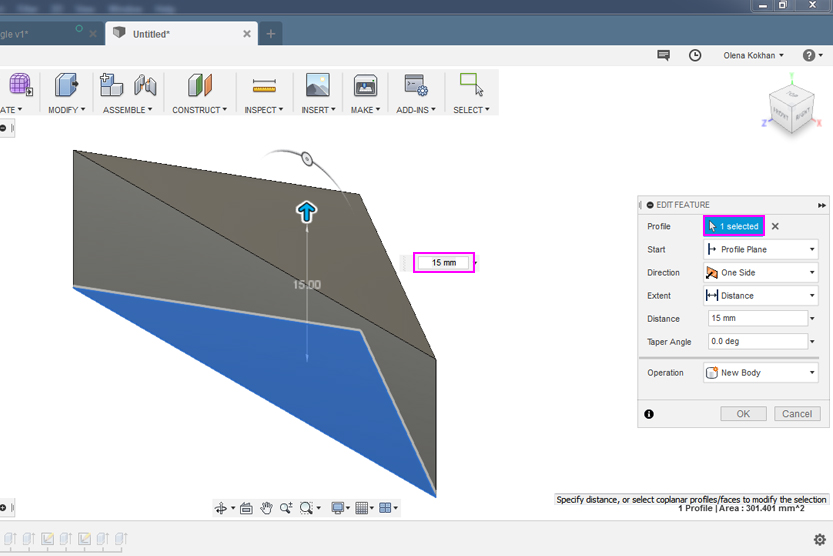 gle v1*
Untitled*
Olena Kokhan
ATE
MODIFY
ASSEMBLE
CONSTRUCT
INSPECT
INSERT
MAKE
ADD-INS
SELECT
TOP
FRONT
RIGHT
Z
X
15 mm
15.00
EDIT FEATURE
Profile
1 selected
Start
Profile Plane
Direction
One Side
Extent
Distance
Distance
15 mm
Taper Angle
0.0 deg
Operation
New Body
OK
Cancel
Specify distance, or select coplanar profiles/faces to modify the selection
1 Profile | Area : 301.401 mm^2